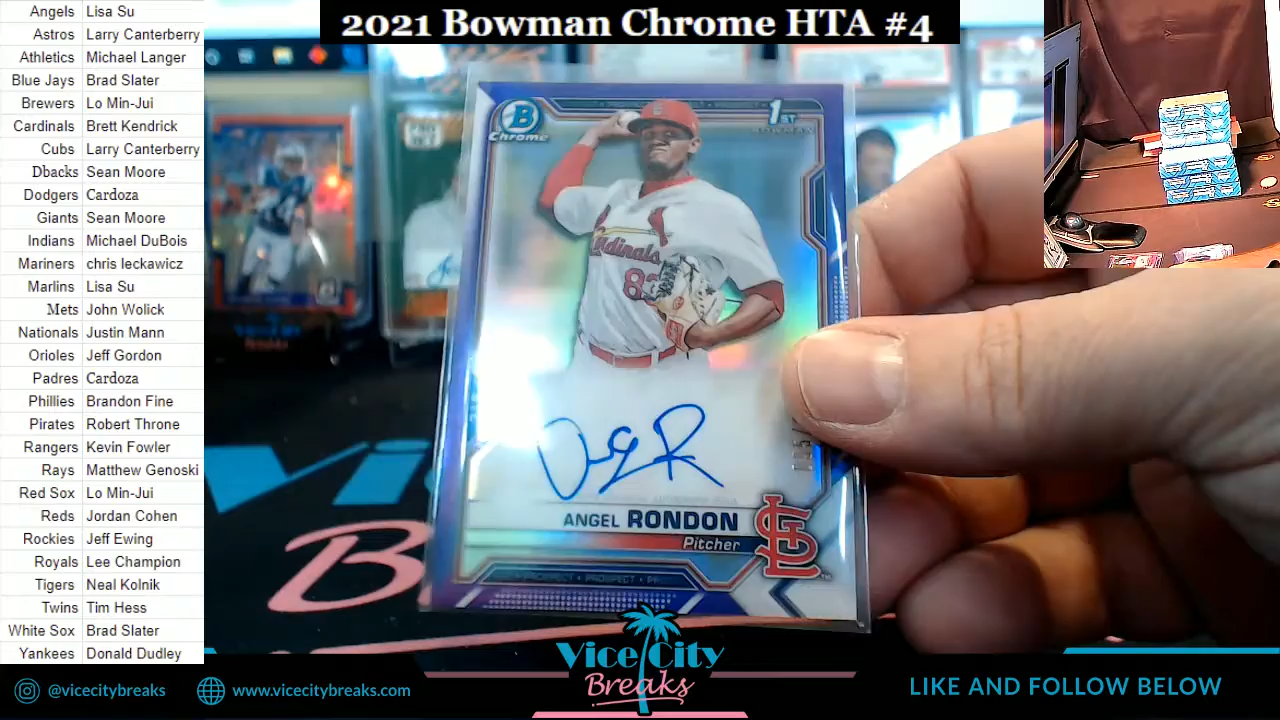 2021 Bowman Chrome HTA #4
Angels Lisa Su
Astros Larry Canterberry
Athletics Michael Langer
Blue Jays Brad Slater
Brewers Lo Min-Jui
Cardinals Brett Kendrick
Cubs Larry Canterberry
Dbacks Sean Moore
Dodgers Cardoza
Giants Sean Moore
Indians Michael DuBois
Mariners chris leckawicz
Marlins Lisa Su
Mets John Wolick
Nationals Justin Mann
Orioles Jeff Gordon
Padres Cardoza
Phillies Brandon Fine
Pirates Robert Throne
Rangers Kevin Fowler
Rays Matthew Genoski
Red Sox Lo Min-Jui
Reds Jordan Cohen
Rockies Jeff Ewing
Royals Lee Champion
Tigers Neal Kolnik
Twins Tim Hess
White Sox Brad Slater
Yankees Donald Dudley
B
Chrome
1ST
BOWMAN
Cardinals
ANGEL RONDON
Pitcher
STL
PROSPECT • PROSPECT
Vice City
Breaks
@vicecitybreaks
www.vicecitybreaks.com
LIKE AND FOLLOW BELOW